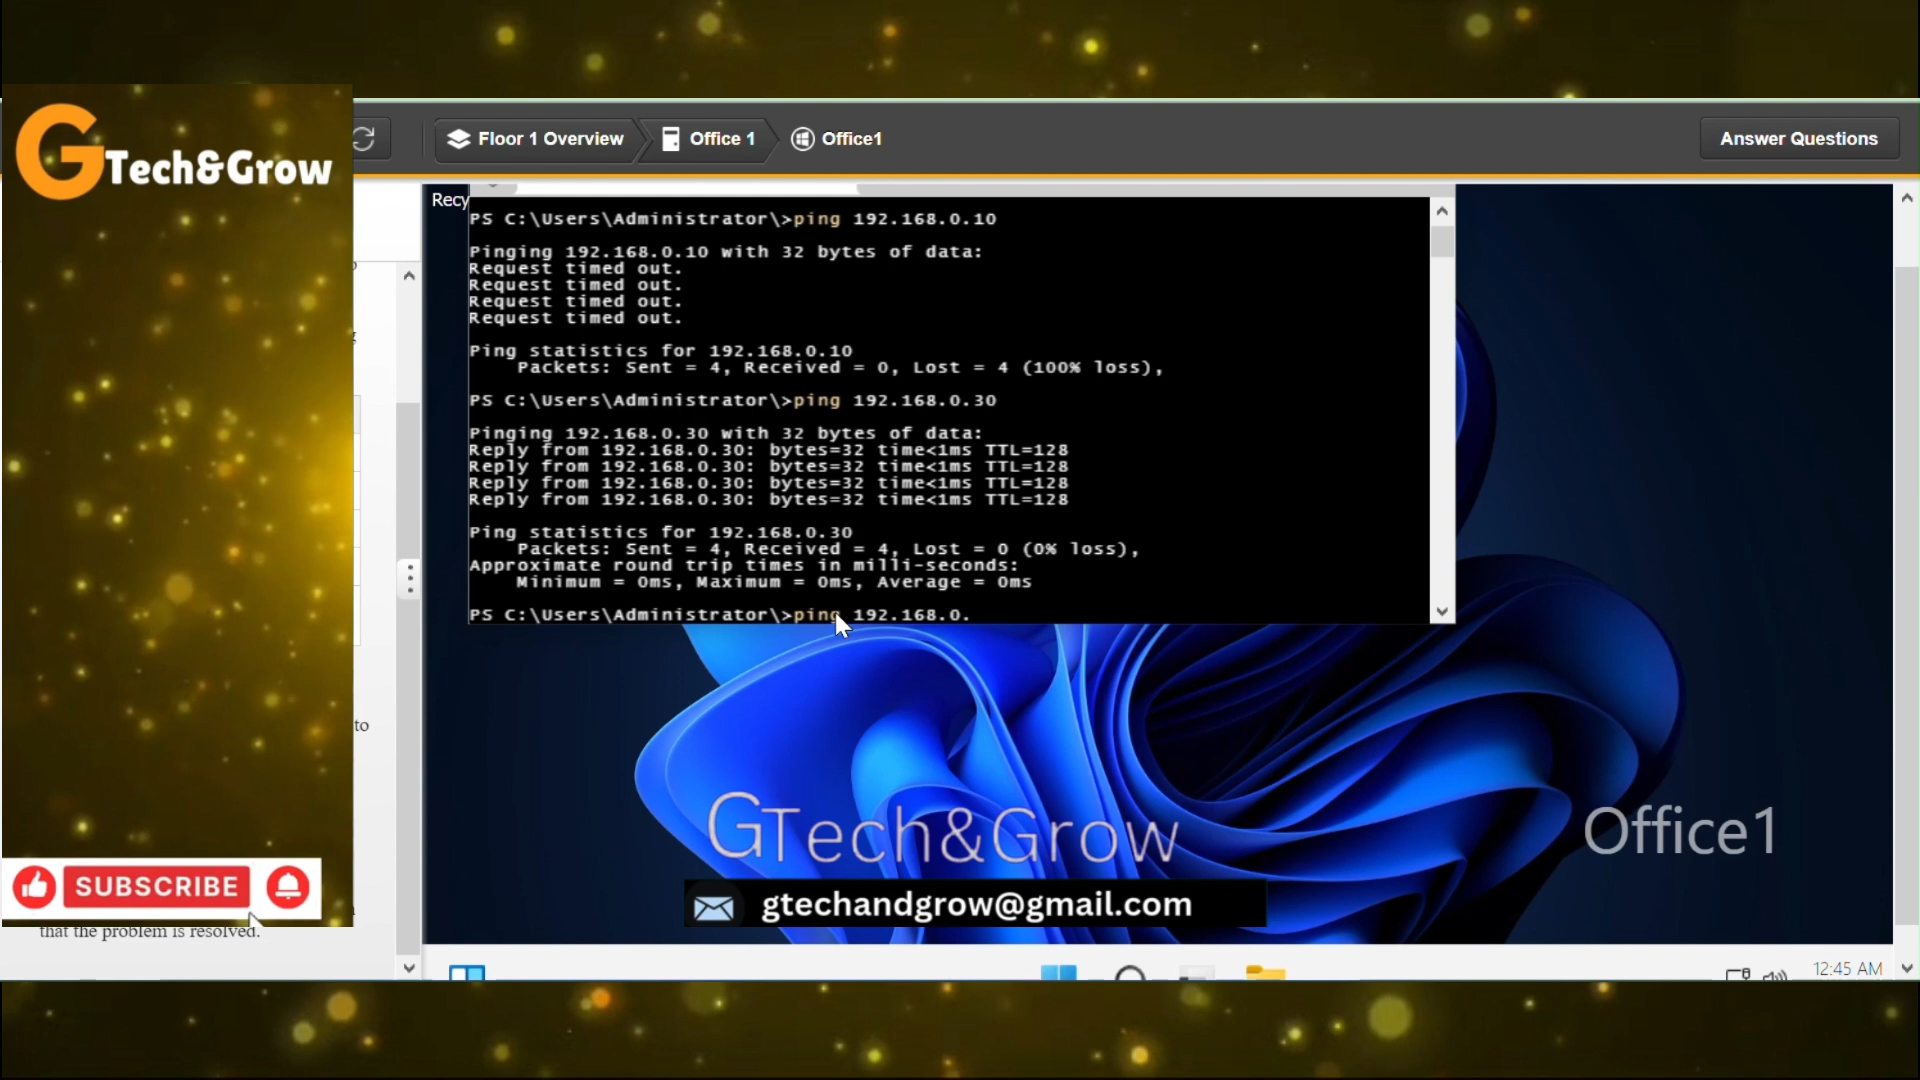 GTech&Grow
Floor 1 Overview
Office 1
Office1
Answer Questions
Recy
PS C:\Users\Administrator\>ping 192.168.0.10
Pinging 192.168.0.10 with 32 bytes of data:
Request timed out.
Request timed out.
Request timed out.
Request timed out.
Ping statistics for 192.168.0.10
Packets: Sent = 4, Received = 0, Lost = 4 (100% loss),
PS C:\Users\Administrator\>ping 192.168.0.30
Pinging 192.168.0.30 with 32 bytes of data:
Reply from 192.168.0.30: bytes=32 time<1ms TTL=128
Reply from 192.168.0.30: bytes=32 time<1ms TTL=128
Reply from 192.168.0.30: bytes=32 time<1ms TTL=128
Reply from 192.168.0.30: bytes=32 time<1ms TTL=128
Ping statistics for 192.168.0.30
Packets: Sent = 4, Received = 4, Lost = 0 (0% loss),
Approximate round trip times in milli-seconds:
Minimum = 0ms, Maximum = 0ms, Average = 0ms
PS C:\Users\Administrator\>ping 192.168.0.
to
GTech&Grow
Office1
SUBSCRIBE
gtechandgrow@gmail.com
that the problem is resolved.
12:45 AM